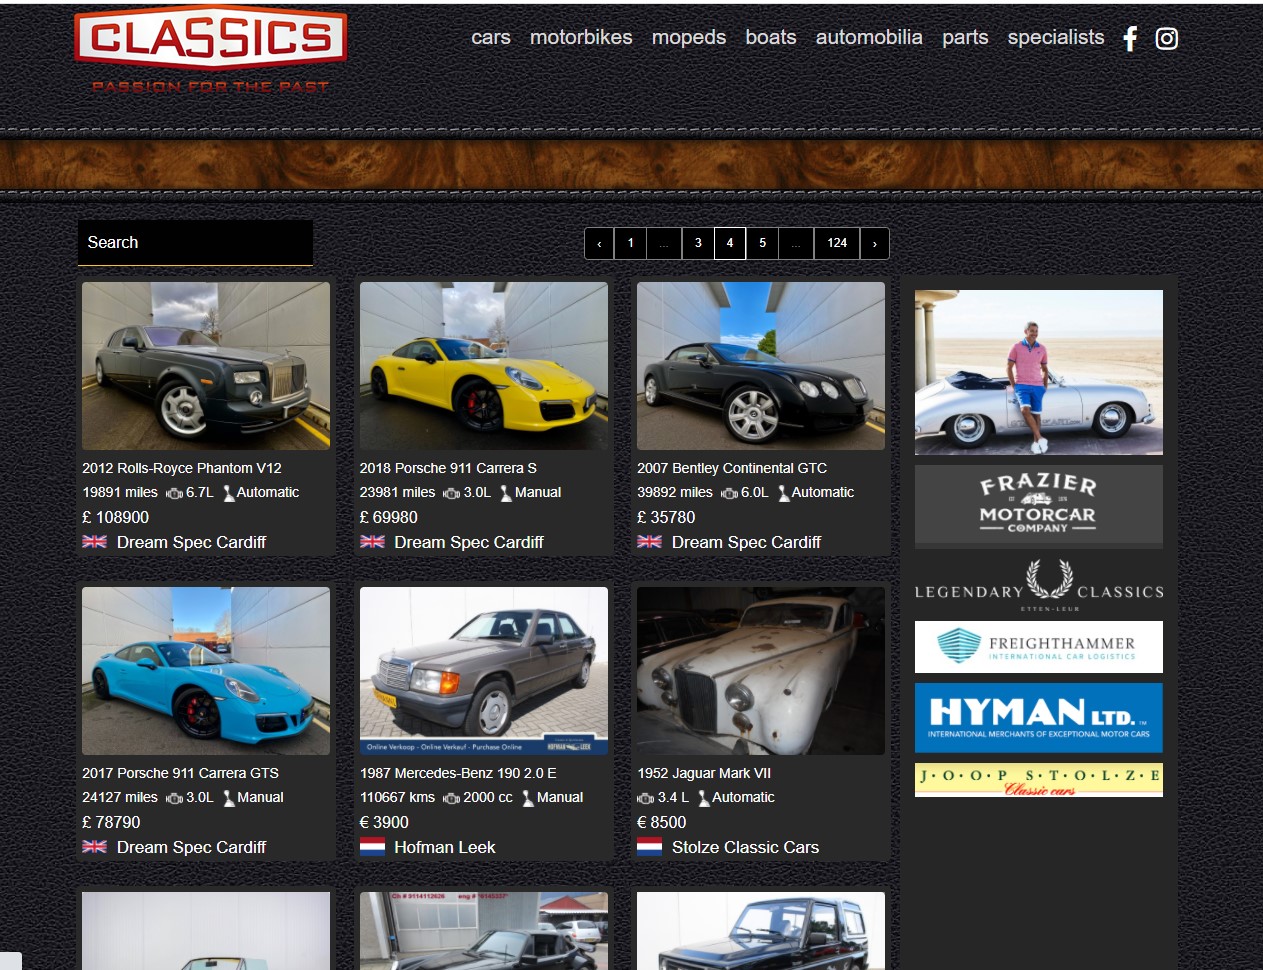 CLASSICS
PASSION FOR THE PAST
cars motorbikes mopeds boats automobilia parts specialists
Search
‹ 1 ... 3 4 5 ... 124 ›
2012 Rolls-Royce Phantom V12
19891 miles 6.7L Automatic
£ 108900
Dream Spec Cardiff
2018 Porsche 911 Carrera S
23981 miles 3.0L Manual
£ 69980
Dream Spec Cardiff
2007 Bentley Continental GTC
39892 miles 6.0L Automatic
£ 35780
Dream Spec Cardiff
2017 Porsche 911 Carrera GTS
24127 miles 3.0L Manual
£ 78790
Dream Spec Cardiff
Online Verkoop - Online Verkauf - Purchase Online
HOFMAN LEEK
1987 Mercedes-Benz 190 2.0 E
110667 kms 2000 cc Manual
€ 3900
Hofman Leek
1952 Jaguar Mark VII
3.4 L Automatic
€ 8500
Stolze Classic Cars
FRAZIER
MOTORCAR
COMPANY
LEGENDARY CLASSICS
ETTEN-LEUR
FREIGHTHAMMER
INTERNATIONAL CAR LOGISTICS
HYMAN LTD.™
INTERNATIONAL MERCHANTS OF EXCEPTIONAL MOTOR CARS
J·O·O·P S·T·O·L·Z·E
Classic cars